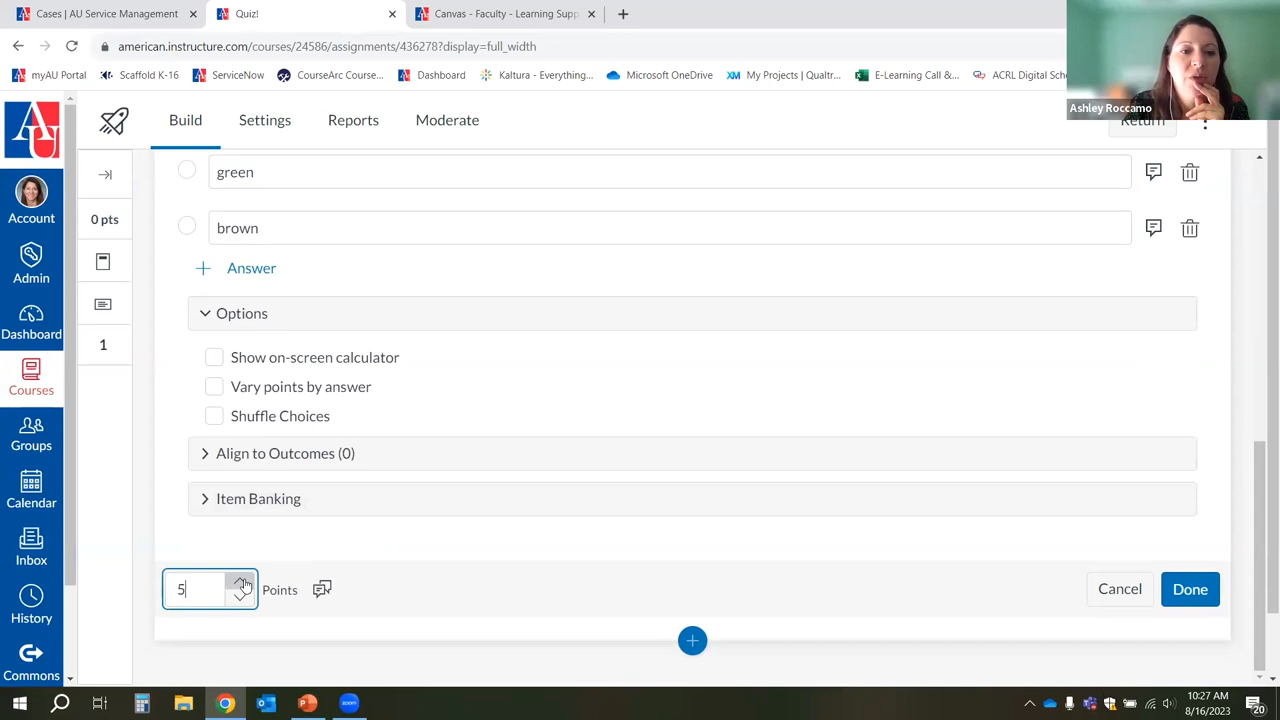 Cases | AU Service Management
Quiz!
Canvas - Faculty - Learning Supp
american.instructure.com/courses/24586/assignments/436278?display=full_width
myAU Portal
Scaffold K-16
ServiceNow
CourseArc Course...
Dashboard
Kaltura - Everything...
Microsoft OneDrive
My Projects | Qualtr...
E-Learning Call &...
ACRL Digital Sch
Ashley Roccamo
AU
Build
Settings
Reports
Moderate
Return
Account
Admin
Dashboard
Courses
Groups
Calendar
Inbox
History
Commons
0 pts
1
green
brown
Answer
Options
Show on-screen calculator
Vary points by answer
Shuffle Choices
Align to Outcomes (0)
Item Banking
5
Points
Cancel
Done
zoom
10:27 AM
8/16/2023
20